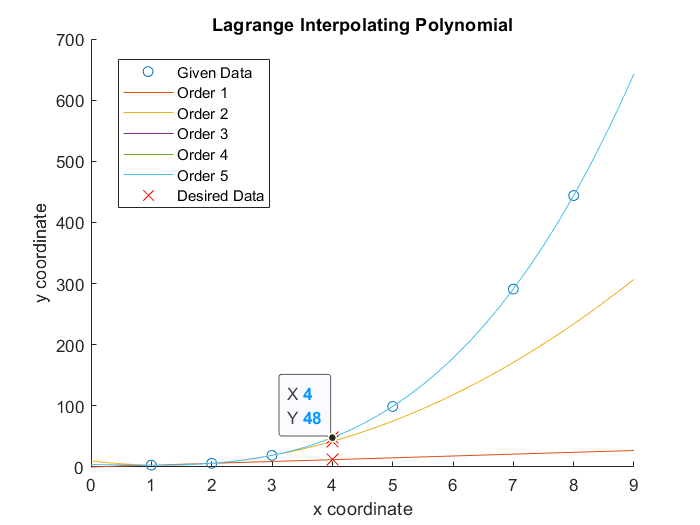 Lagrange Interpolating Polynomial
700
600
500
400
300
200
100
0
y coordinate
Given Data
Order 1
Order 2
Order 3
Order 4
Order 5
Desired Data
X 4
Y 48
0 1 2 3 4 5 6 7 8 9
x coordinate